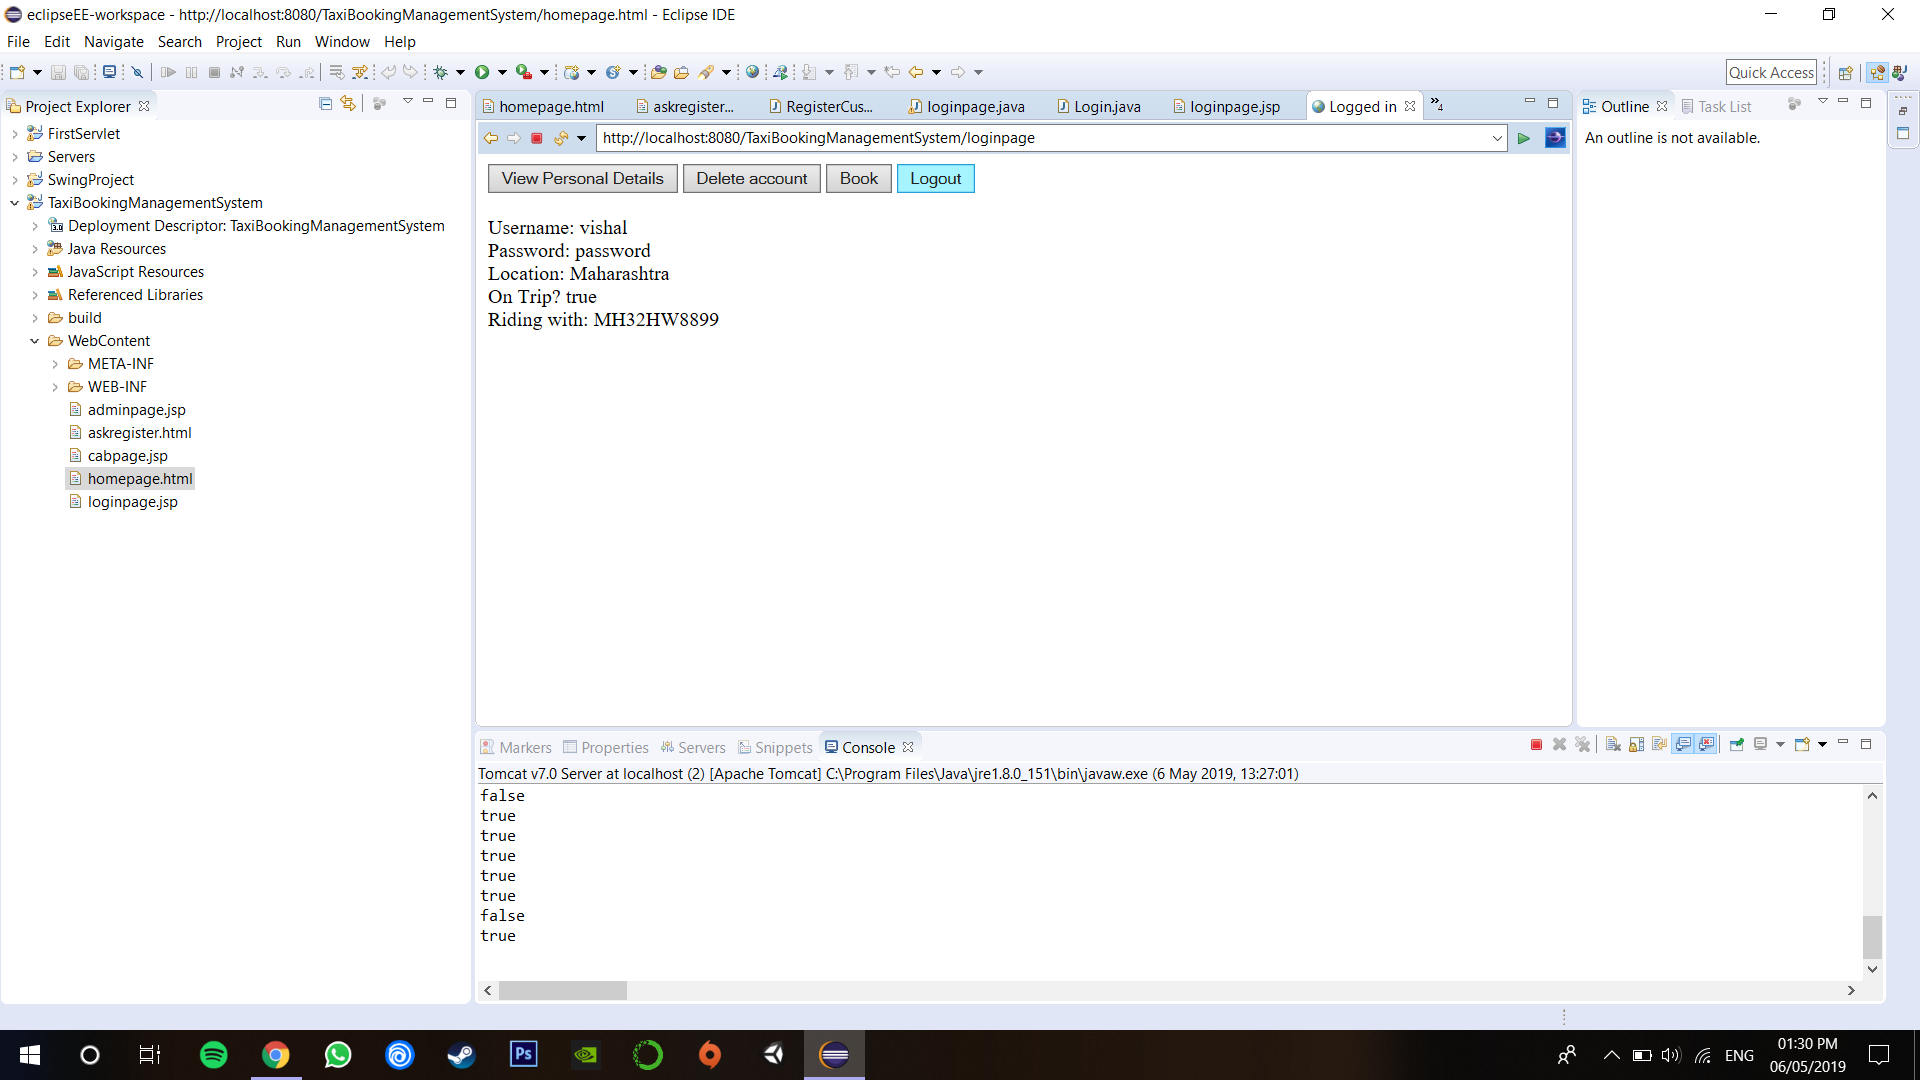 eclipseEE-workspace - http://localhost:8080/TaxiBookingManagementSystem/homepage.html - Eclipse IDE
File Edit Navigate Search Project Run Window Help
Quick Access
Project Explorer
FirstServlet
Servers
SwingProject
TaxiBookingManagementSystem
Deployment Descriptor: TaxiBookingManagementSystem
Java Resources
JavaScript Resources
Referenced Libraries
build
WebContent
META-INF
WEB-INF
adminpage.jsp
askregister.html
cabpage.jsp
homepage.html
loginpage.jsp
homepage.html askregister... RegisterCus... loginpage.java Login.java loginpage.jsp Logged in »4
http://localhost:8080/TaxiBookingManagementSystem/loginpage
View Personal Details Delete account Book Logout
Username: vishal
Password: password
Location: Maharashtra
On Trip? true
Riding with: MH32HW8899
Outline Task List
An outline is not available.
Markers Properties Servers Snippets Console
Tomcat v7.0 Server at localhost (2) [Apache Tomcat] C:\Program Files\Java\jre1.8.0_151\bin\javaw.exe (6 May 2019, 13:27:01)
false
true
true
true
true
true
false
true
Ps
ENG
01:30 PM
06/05/2019